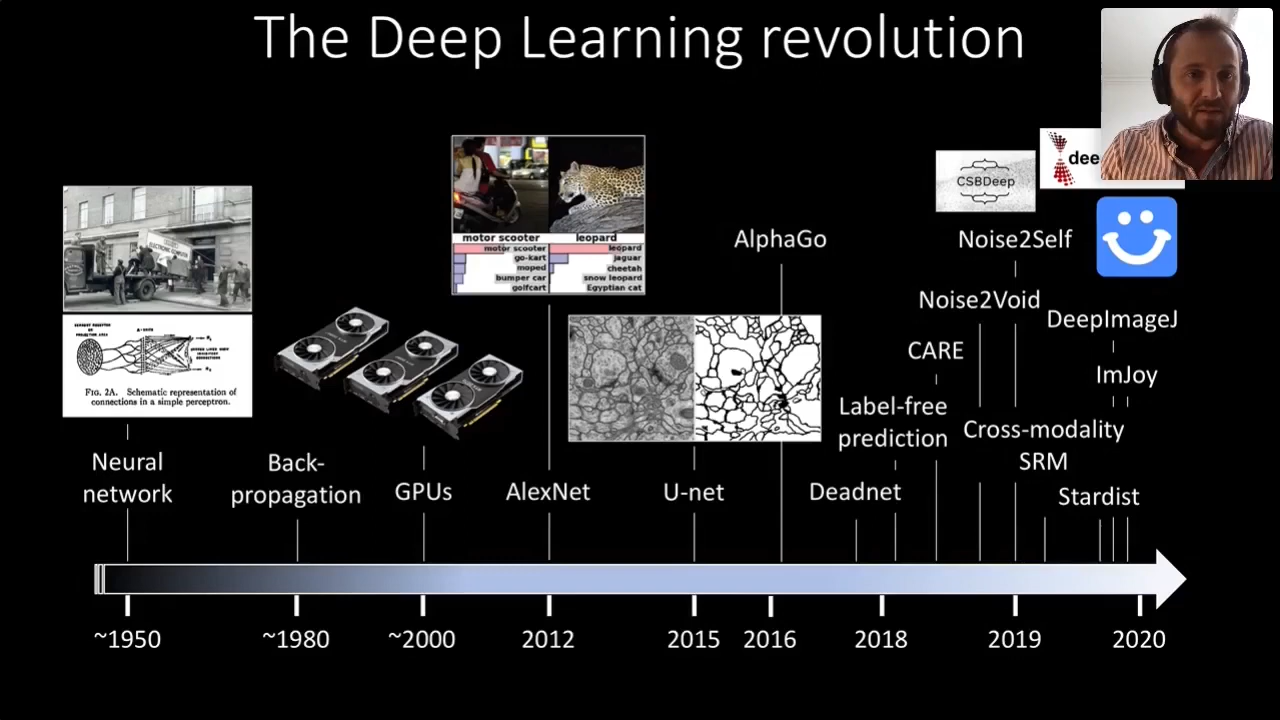 The Deep Learning revolution
ELECTRONIC COMPUTER
FIG. 2A. Schematic representation of
connections in a simple perceptron.
motor scooter
motor scooter
go-kart
moped
bumper car
golfcart
leopard
leopard
jaguar
cheetah
snow leopard
Egyptian cat
CSBDeep
dee
AlphaGo
Noise2Self
Noise2Void
DeepImageJ
CARE
ImJoy
Label-free
prediction
Cross-modality
SRM
Neural
network
Back-
propagation
GPUs
AlexNet
U-net
Deadnet
Stardist
~1950
~1980
~2000
2012
2015
2016
2018
2019
2020